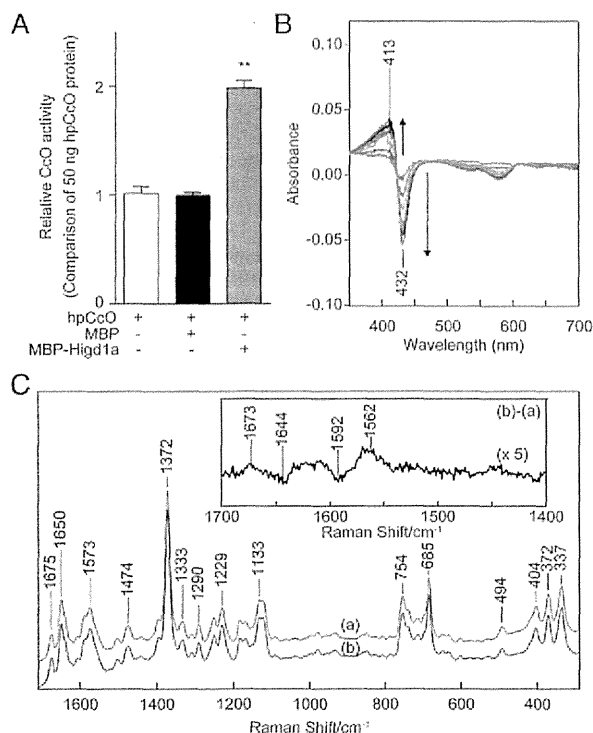 A
Relative CcO activity
(Comparison of 50 ng hpCcO protein)
2
1
0
**
hpCcO + + +
MBP - + -
MBP-Higd1a - - +
B
Absorbance
0.10
0.05
0.00
-0.05
-0.10
413
432
400 500 600 700
Wavelength (nm)
C
1673
1644
1592
1562
(b)-(a)
(x 5)
1700 1600 1500 1400
Raman Shift/cm-1
1675
1650
1573
1474
1372
1333
1290
1229
1133
754
685
494
404
372
337
(a)
(b)
1600 1400 1200 1000 800 600 400
Raman Shift/cm-1